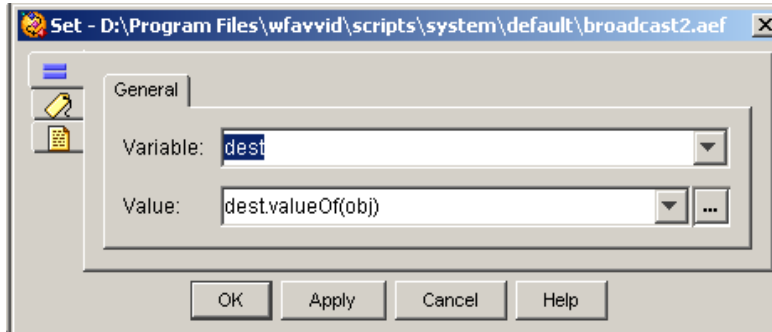 Set - D:\Program Files\wfavvid\scripts\system\default\broadcast2.aef
General
Variable: dest
Value: dest.valueOf(obj) ...
OK Apply Cancel Help